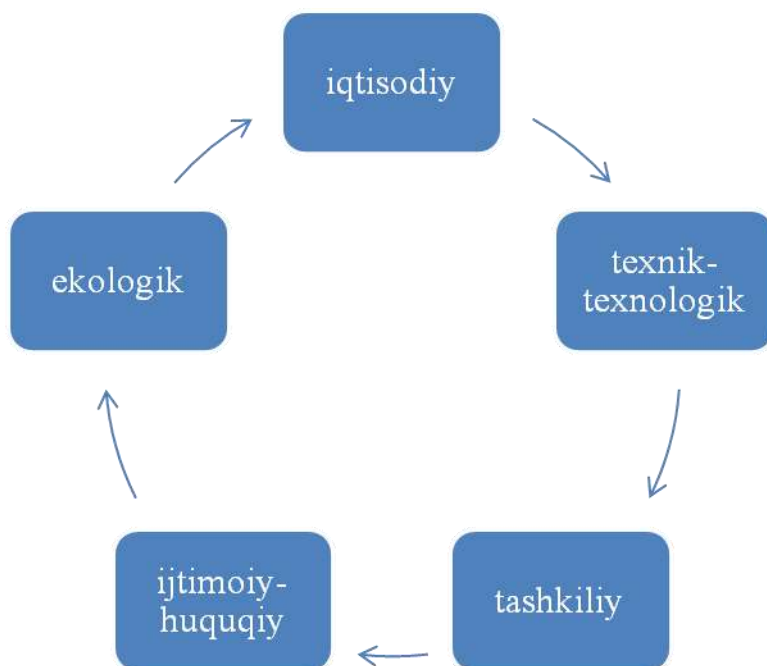 iqtisodiy
texnik-
texnologik
tashkiliy
ijtimoiy-
huquqiy
ekologik